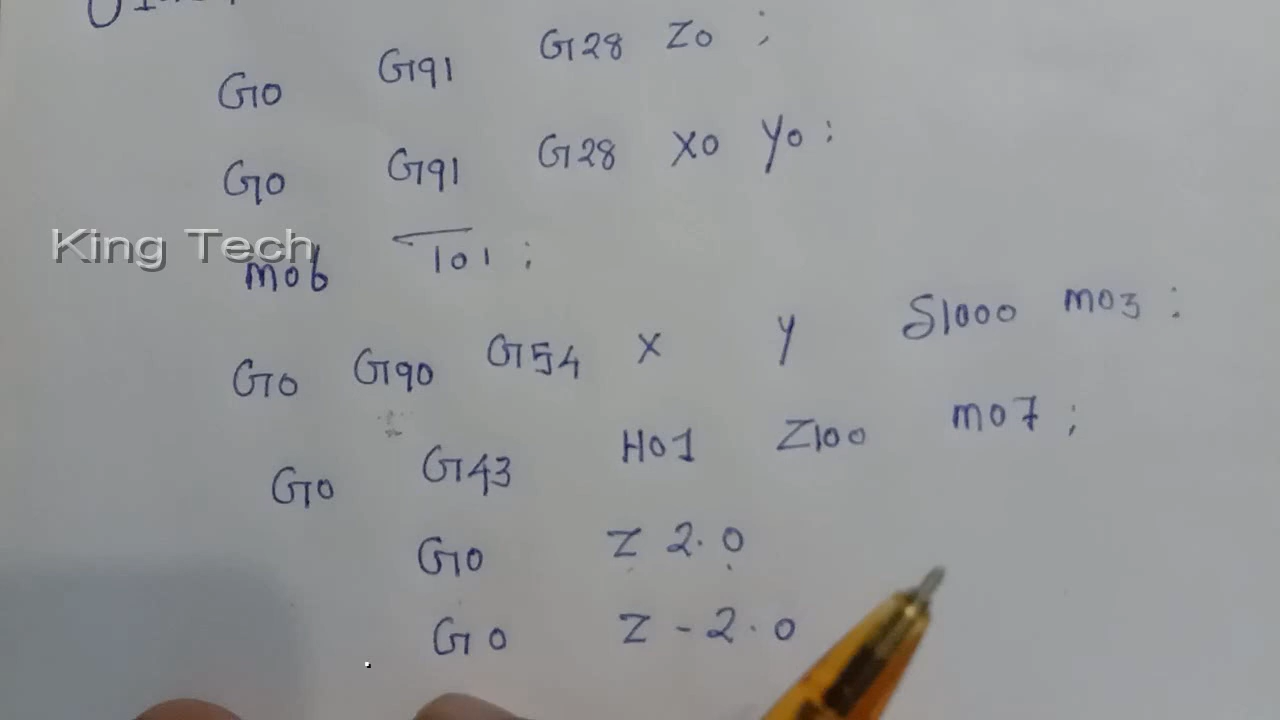 G0 G91 G28 Z0 ;
G0 G91 G28 X0 Y0 ;
King Tech
M06 T01 ;
G0 G90 G54 X Y S1000 M03 ;
G0 G43 H01 Z100 M07 ;
G0 Z 2.0
G0 Z -2.0